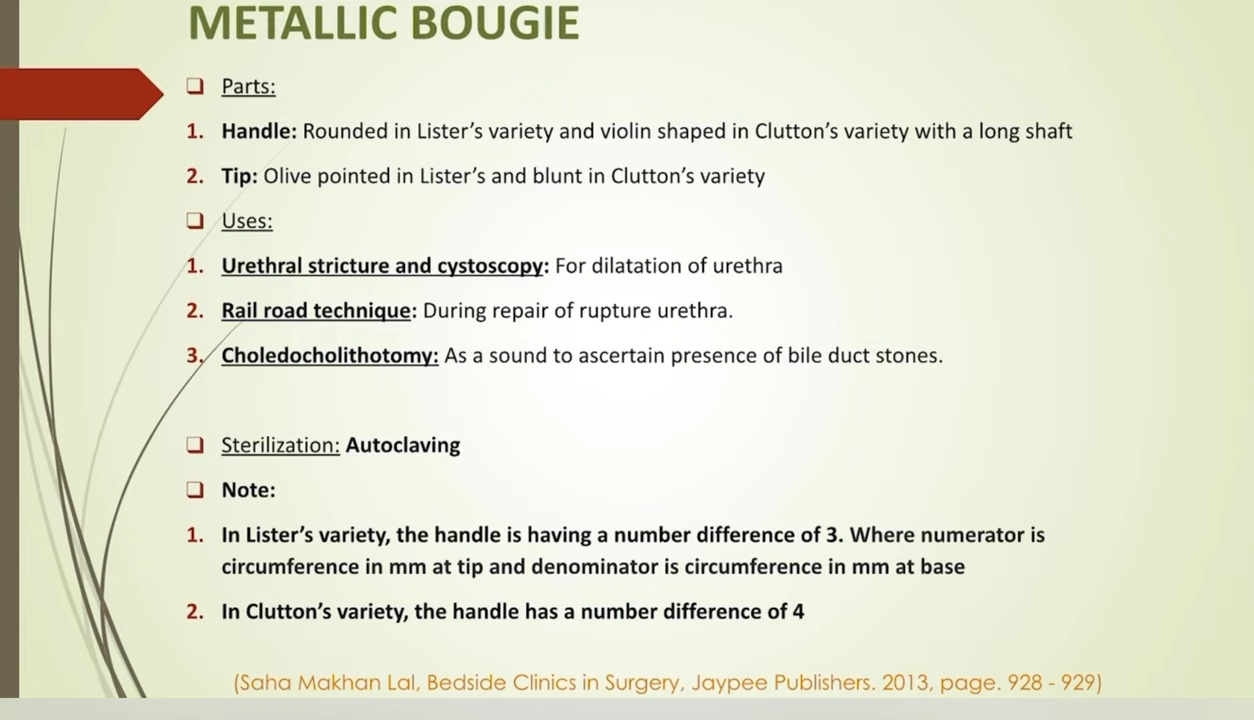 METALLIC BOUGIE
❑ Parts:
1. Handle: Rounded in Lister's variety and violin shaped in Clutton's variety with a long shaft
2. Tip: Olive pointed in Lister's and blunt in Clutton's variety
❑ Uses:
1. Urethral stricture and cystoscopy: For dilatation of urethra
2. Rail road technique: During repair of rupture urethra.
3. Choledocholithotomy: As a sound to ascertain presence of bile duct stones.
❑ Sterilization: Autoclaving
❑ Note:
1. In Lister's variety, the handle is having a number difference of 3. Where numerator is
circumference in mm at tip and denominator is circumference in mm at base
2. In Clutton's variety, the handle has a number difference of 4
(Saha Makhan Lal, Bedside Clinics in Surgery, Jaypee Publishers. 2013, page. 928 - 929)